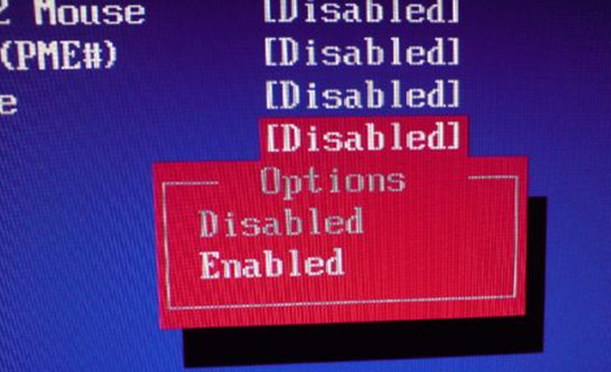 2 Mouse [Disabled]
(PME#) [Disabled]
e [Disabled]
[Disabled]
Options
Disabled
Enabled